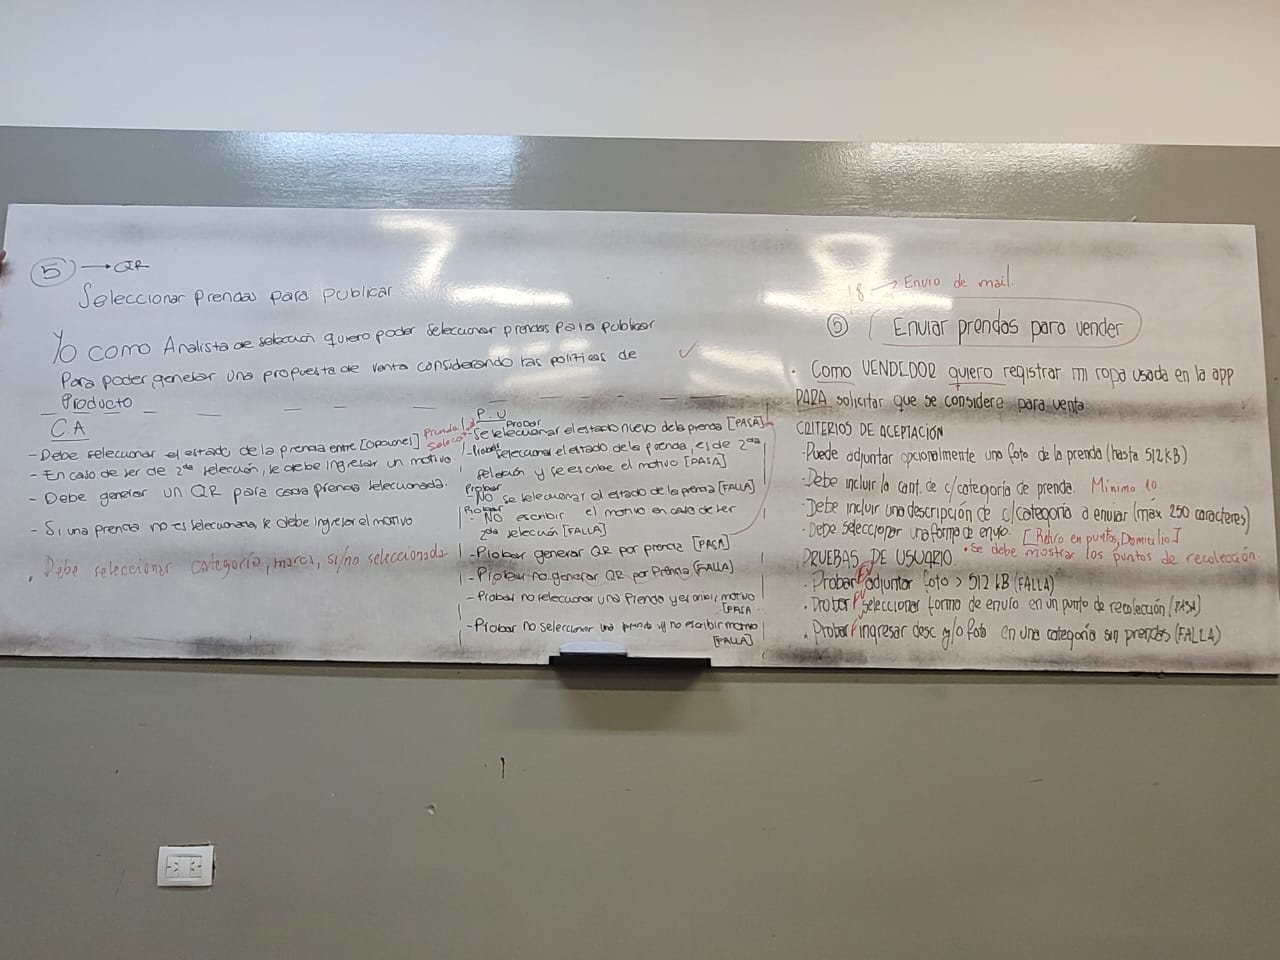 5 → QR
Seleccionar Prendas para publicar
Yo como Analista de selección quiero poder seleccionar prendas para publicar
Para poder generar una propuesta de venta considerando las políticas de
Producto
CA
- Debe seleccionar el estado de la prenda entre [opciones]
- En caso de ser de 2da selección, se debe ingresar un motivo
- Debe generar un QR para cada prenda seleccionada.
- Si una prenda no es seleccionada se debe ingresar el motivo
. Debe seleccionar categoría, marca, si/no seleccionada
P.U
Probar
- Se seleccionar el estado nuevo de la prenda [PASA]
- Probar seleccionar el estado de la prenda es de 2da
selección y se escribe el motivo [PASA]
Probar
- NO se seleccionar el estado de la prenda [FALLA]
Probar
- NO escribir el motivo en caso de ser
2da selección [FALLA]
- Probar generar QR por prenda [PASA]
- Probar no generar QR por Prenda [FALLA]
- Probar no seleccionar una Prenda y escribir motivo
[PASA
- Probar no seleccionar una prenda y no escribir motivo
[FALLA]
8 → Envio de mail.
5 Enviar prendas para vender
. Como VENDEDOR quiero registrar mi ropa usada en la app
PARA solicitar que se considere para venta
CRITERIOS DE ACEPTACIÓN
- Puede adjuntar opcionalmente una foto de la prenda (hasta 512kB)
- Debe incluir la cant. de c/categoría de prenda. Mínimo 10
- Debe incluir una descripción de c/categoría a enviar (máx 250 caracteres)
- Debe seleccionar una forma de envío. [Retiro en puntos, Domicilio]
• Se debe mostrar los puntos de recolección
PRUEBAS DE USUARIO
• Probar adjuntar foto > 512 kB (FALLA)
• Probar seleccionar forma de envío en un punto de recolección (PASA)
• Probar ingresar desc y/o foto en una categoría sin prendas (FALLA)